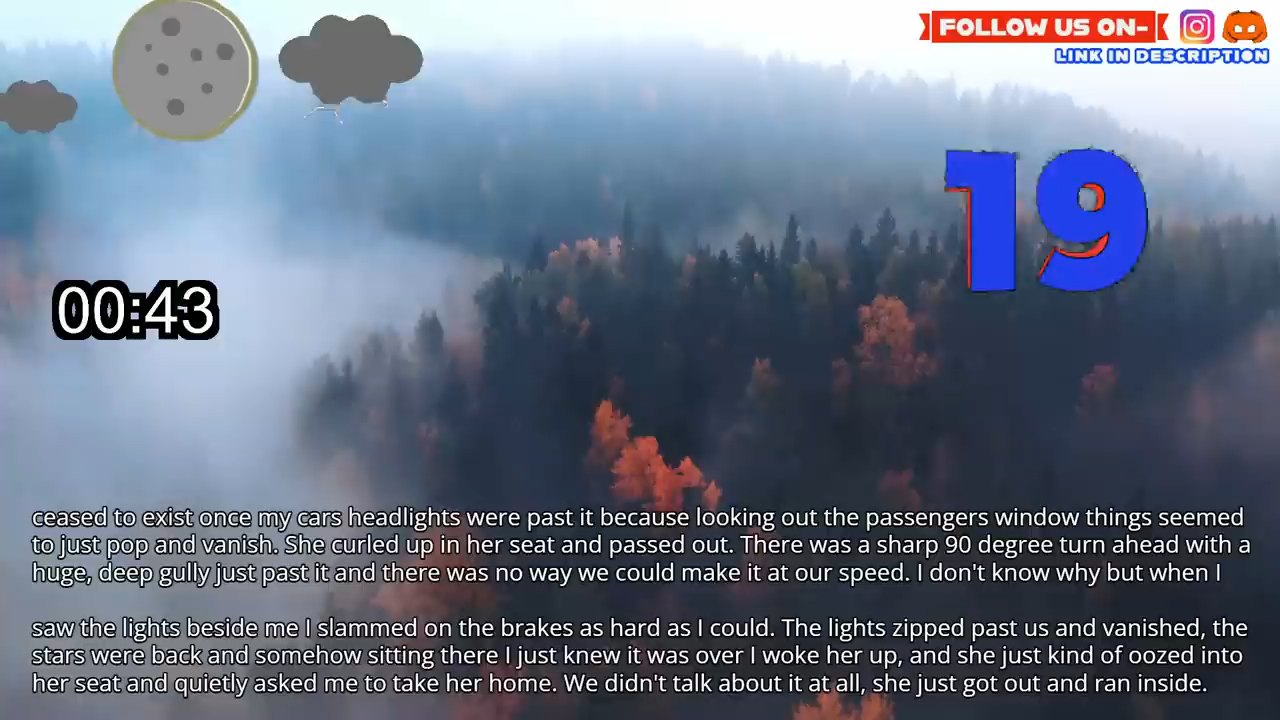 FOLLOW US ON-
LINK IN DESCRIPTION
19
00:43
ceased to exist once my cars headlights were past it because looking out the passengers window things seemed
to just pop and vanish. She curled up in her seat and passed out. There was a sharp 90 degree turn ahead with a
huge, deep gully just past it and there was no way we could make it at our speed. I don't know why but when I
saw the lights beside me I slammed on the brakes as hard as I could. The lights zipped past us and vanished, the
stars were back and somehow sitting there I just knew it was over I woke her up, and she just kind of oozed into
her seat and quietly asked me to take her home. We didn't talk about it at all, she just got out and ran inside.